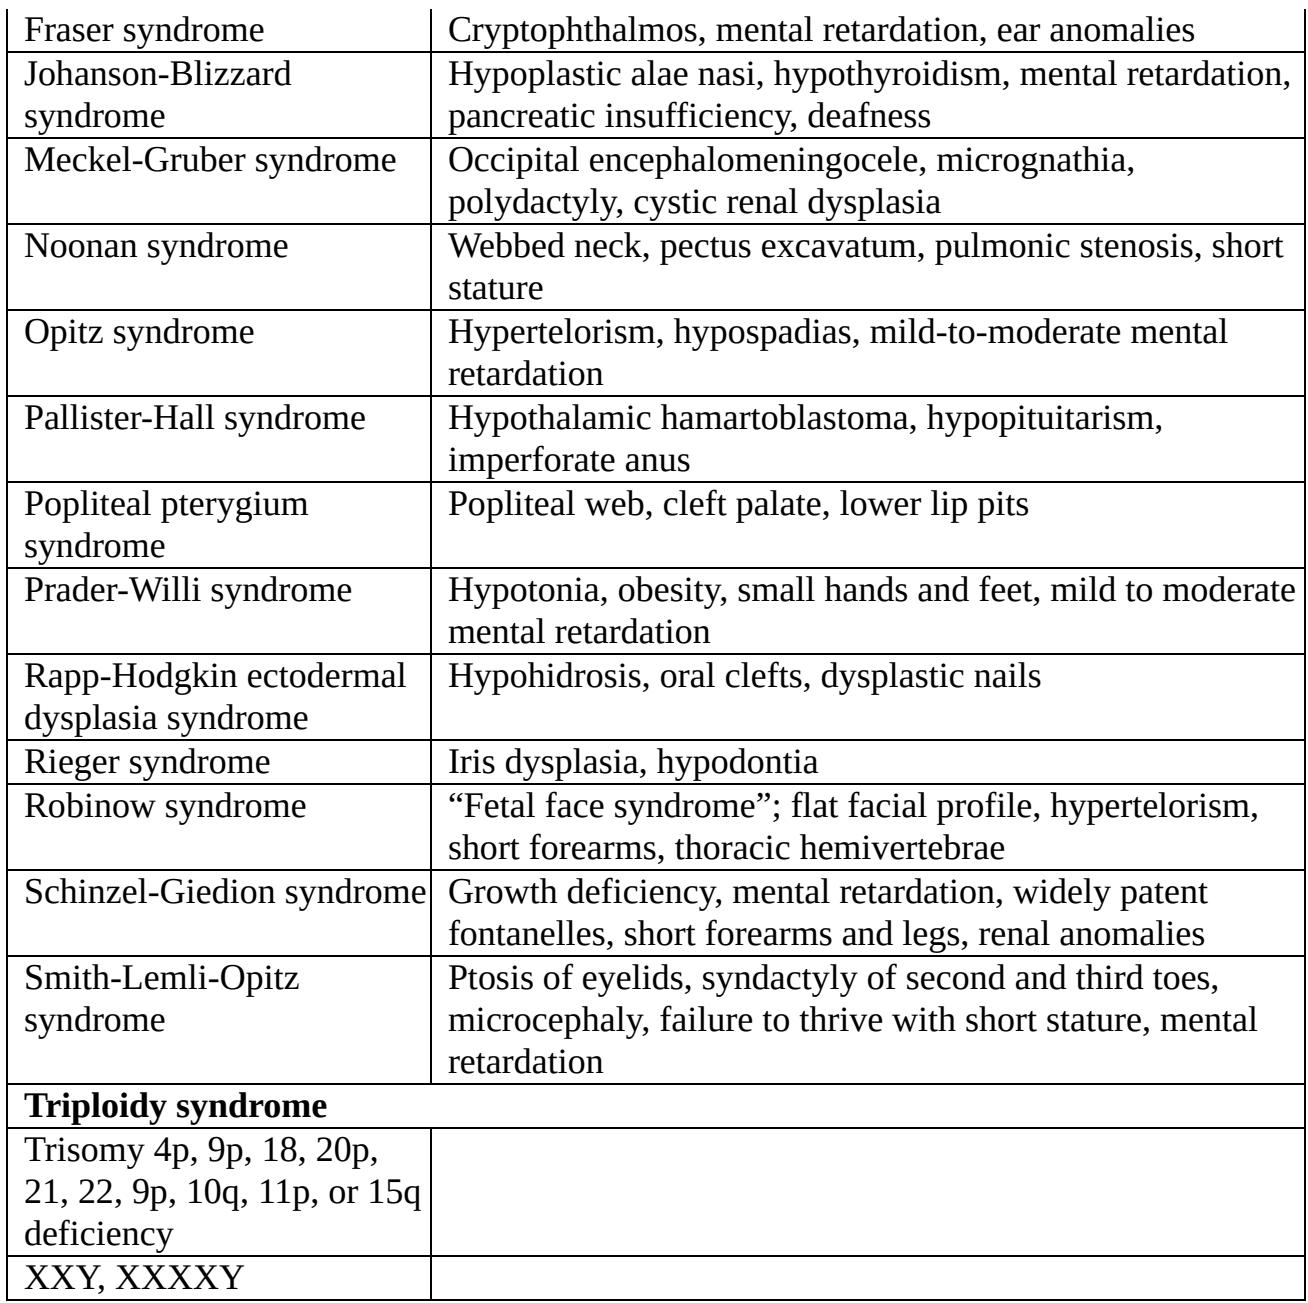 Fraser syndrome
Cryptophthalmos, mental retardation, ear anomalies
Johanson-Blizzard
syndrome
Hypoplastic alae nasi, hypothyroidism, mental retardation,
pancreatic insufficiency, deafness
Meckel-Gruber syndrome
Occipital encephalomeningocele, micrognathia,
polydactyly, cystic renal dysplasia
Noonan syndrome
Webbed neck, pectus excavatum, pulmonic stenosis, short
stature
Opitz syndrome
Hypertelorism, hypospadias, mild-to-moderate mental
retardation
Pallister-Hall syndrome
Hypothalamic hamartoblastoma, hypopituitarism,
imperforate anus
Popliteal pterygium
syndrome
Popliteal web, cleft palate, lower lip pits
Prader-Willi syndrome
Hypotonia, obesity, small hands and feet, mild to moderate
mental retardation
Rapp-Hodgkin ectodermal
dysplasia syndrome
Hypohidrosis, oral clefts, dysplastic nails
Rieger syndrome
Iris dysplasia, hypodontia
Robinow syndrome
“Fetal face syndrome”; flat facial profile, hypertelorism,
short forearms, thoracic hemivertebrae
Schinzel-Giedion syndrome
Growth deficiency, mental retardation, widely patent
fontanelles, short forearms and legs, renal anomalies
Smith-Lemli-Opitz
syndrome
Ptosis of eyelids, syndactyly of second and third toes,
microcephaly, failure to thrive with short stature, mental
retardation
Triploidy syndrome
Trisomy 4p, 9p, 18, 20p,
21, 22, 9p, 10q, 11p, or 15q
deficiency
XXY, XXXXY